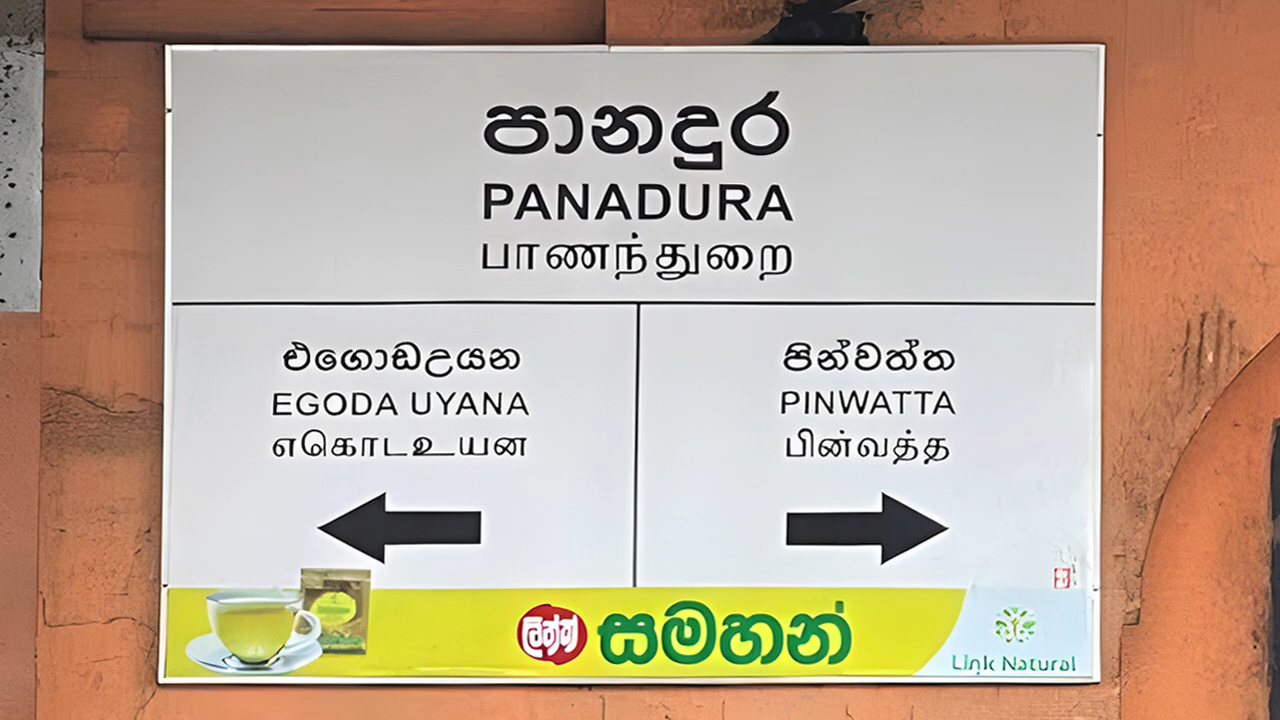 පානදුර
PANADURA
பாணந்துறை
එගොඩඋයන
EGODA UYANA
எகொடஉயன
පින්වත්ත
PINWATTA
பின்வத்த
ලින්ක් සමහන්
Link Natural